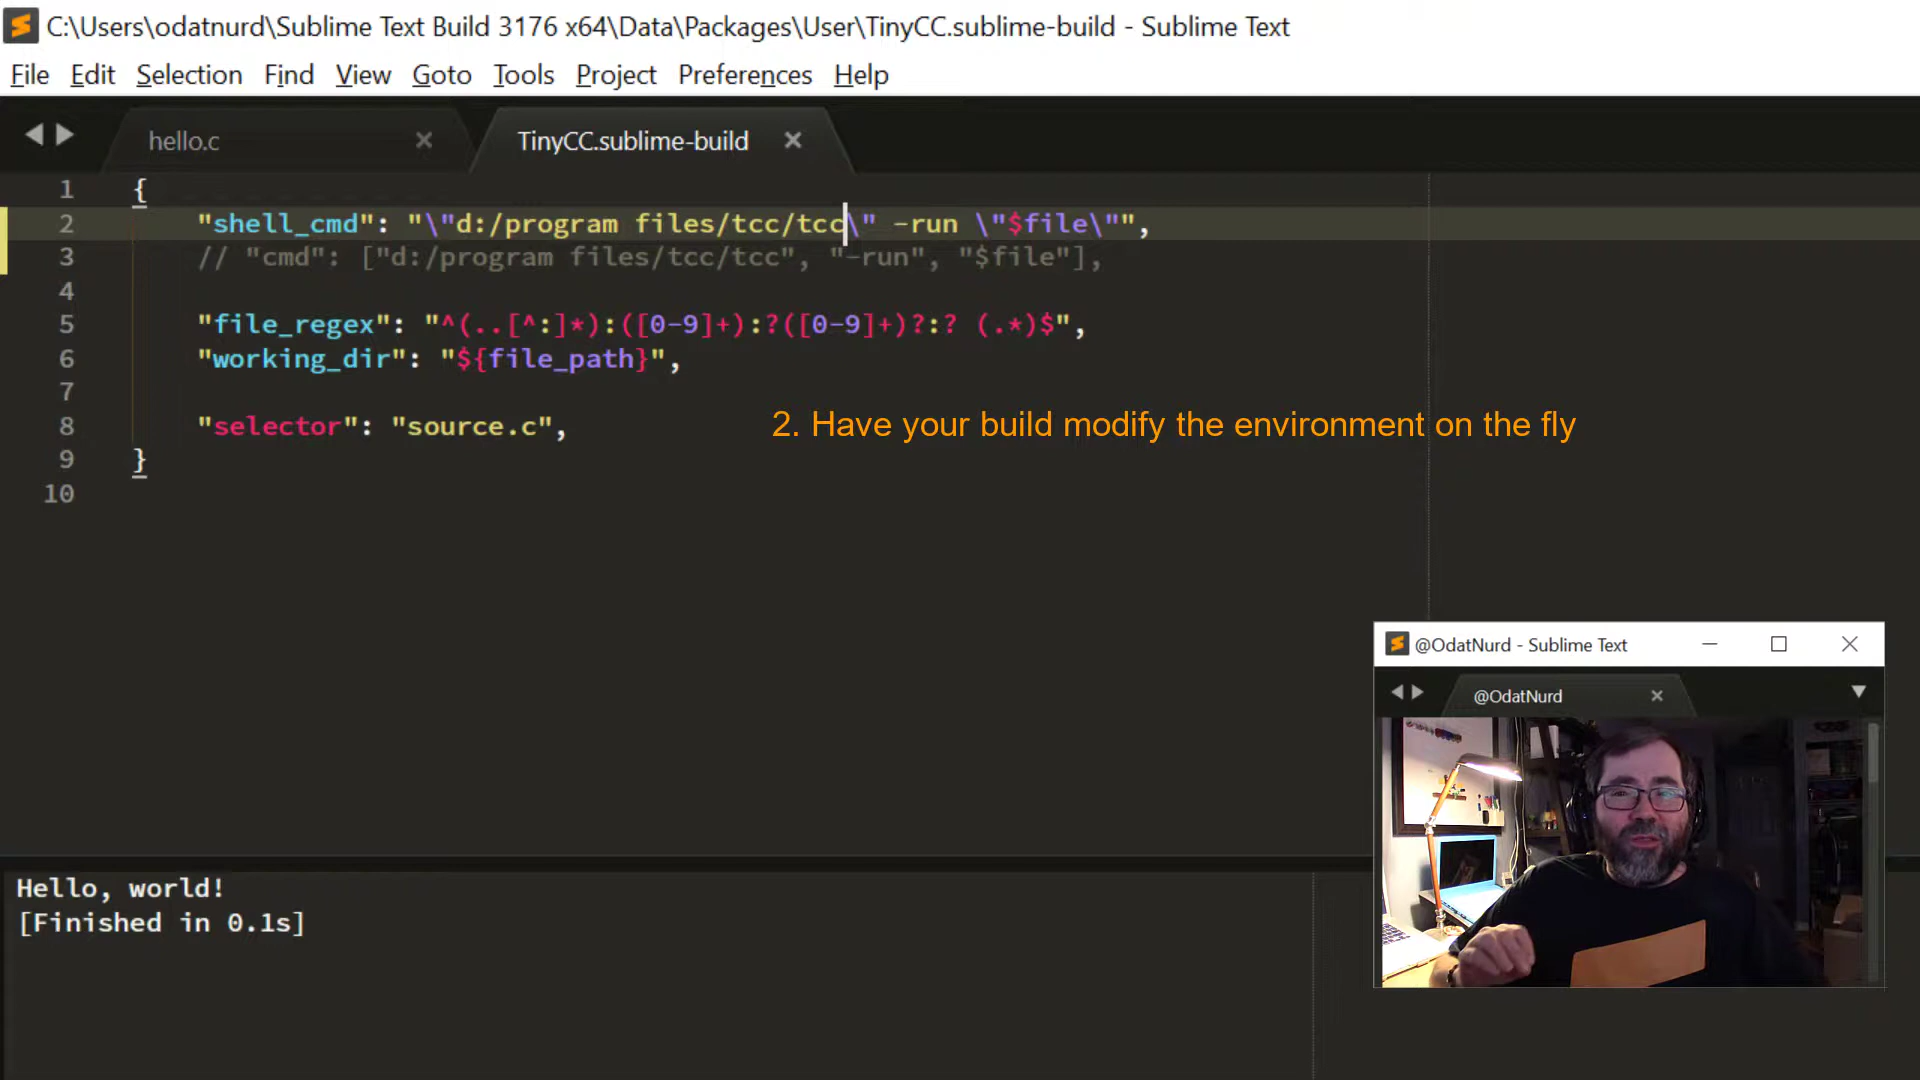 C:\Users\odatnurd\Sublime Text Build 3176 x64\Data\Packages\User\TinyCC.sublime-build - Sublime Text
File Edit Selection Find View Goto Tools Project Preferences Help
hello.c × TinyCC.sublime-build ×
1 {
2 "shell_cmd": "\"d:/program files/tcc/tcc\" -run \"$file\"",
3 // "cmd": ["d:/program files/tcc/tcc", "-run", "$file"],
4
5 "file_regex": "^(..[^:]*):([0-9]+):?([0-9]+)?:? (.*)$",
6 "working_dir": "${file_path}",
7
8 "selector": "source.c",
9 }
10
2. Have your build modify the environment on the fly
@OdatNurd - Sublime Text
@OdatNurd ×
Hello, world!
[Finished in 0.1s]